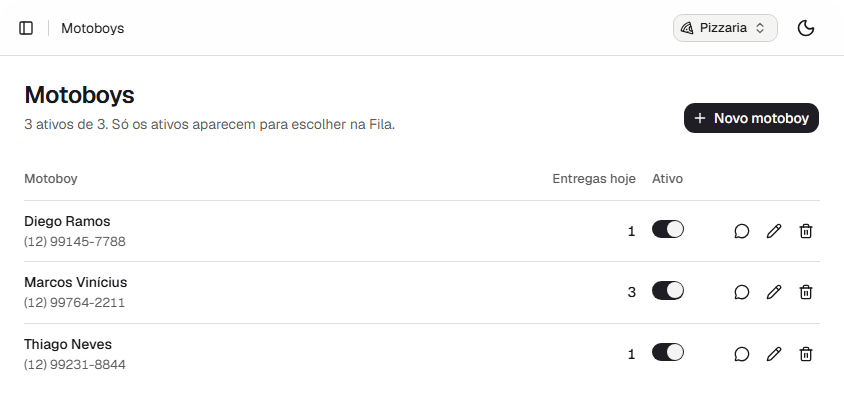 Motoboys
Pizzaria
Motoboys
3 ativos de 3. Só os ativos aparecem para escolher na Fila.
Novo motoboy
Motoboy Entregas hoje Ativo
Diego Ramos
(12) 99145-7788
1
Marcos Vinícius
(12) 99764-2211
3
Thiago Neves
(12) 99231-8844
1